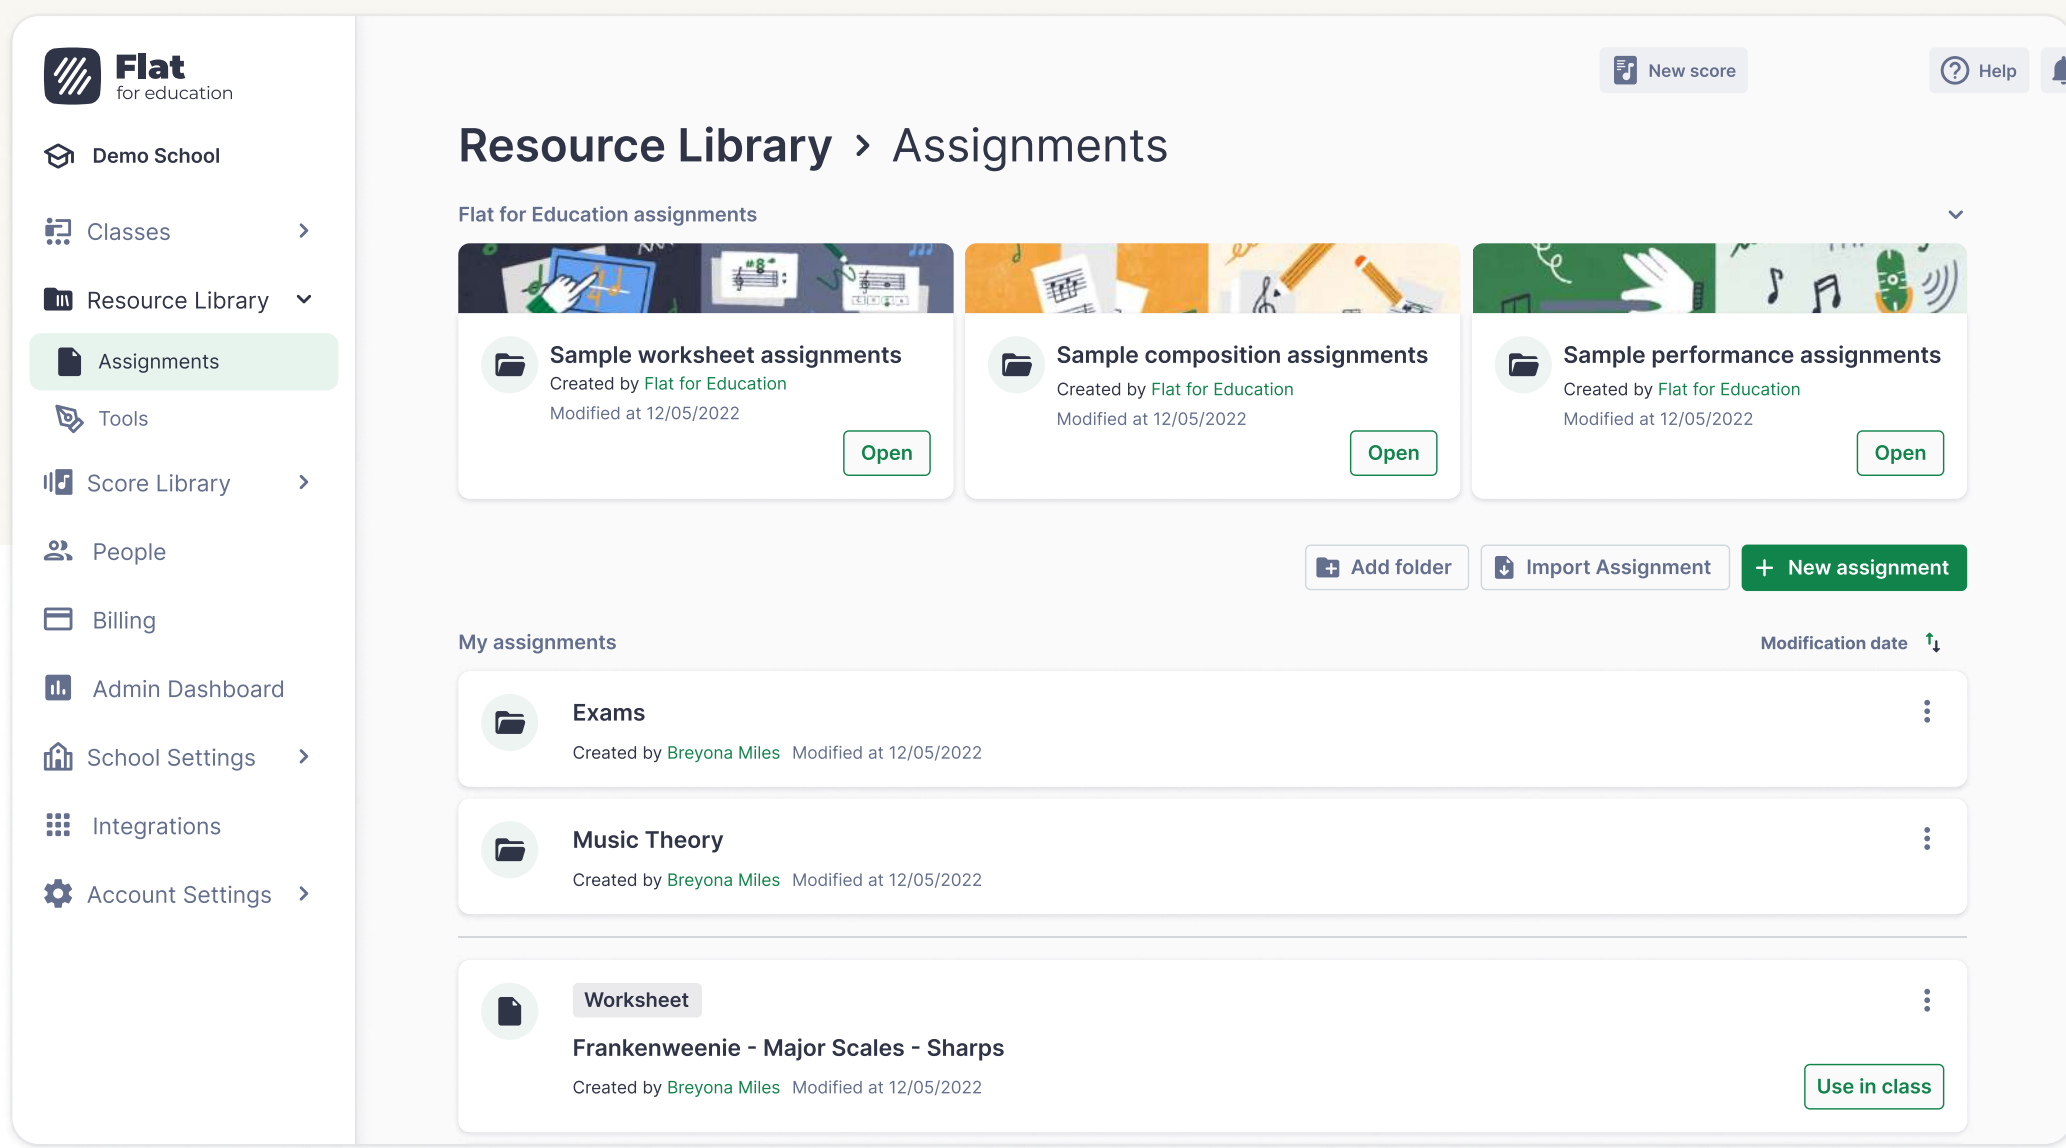 Flat
for education
Demo School
Classes
Resource Library
Assignments
Tools
Score Library
People
Billing
Admin Dashboard
School Settings
Integrations
Account Settings
New score
Help
Resource Library > Assignments
Flat for Education assignments
Sample worksheet assignments
Created by Flat for Education
Modified at 12/05/2022
Open
Sample composition assignments
Created by Flat for Education
Modified at 12/05/2022
Open
Sample performance assignments
Created by Flat for Education
Modified at 12/05/2022
Open
Add folder
Import Assignment
+ New assignment
My assignments
Modification date
Exams
Created by Breyona Miles Modified at 12/05/2022
Music Theory
Created by Breyona Miles Modified at 12/05/2022
Worksheet
Frankenweenie - Major Scales - Sharps
Created by Breyona Miles Modified at 12/05/2022
Use in class